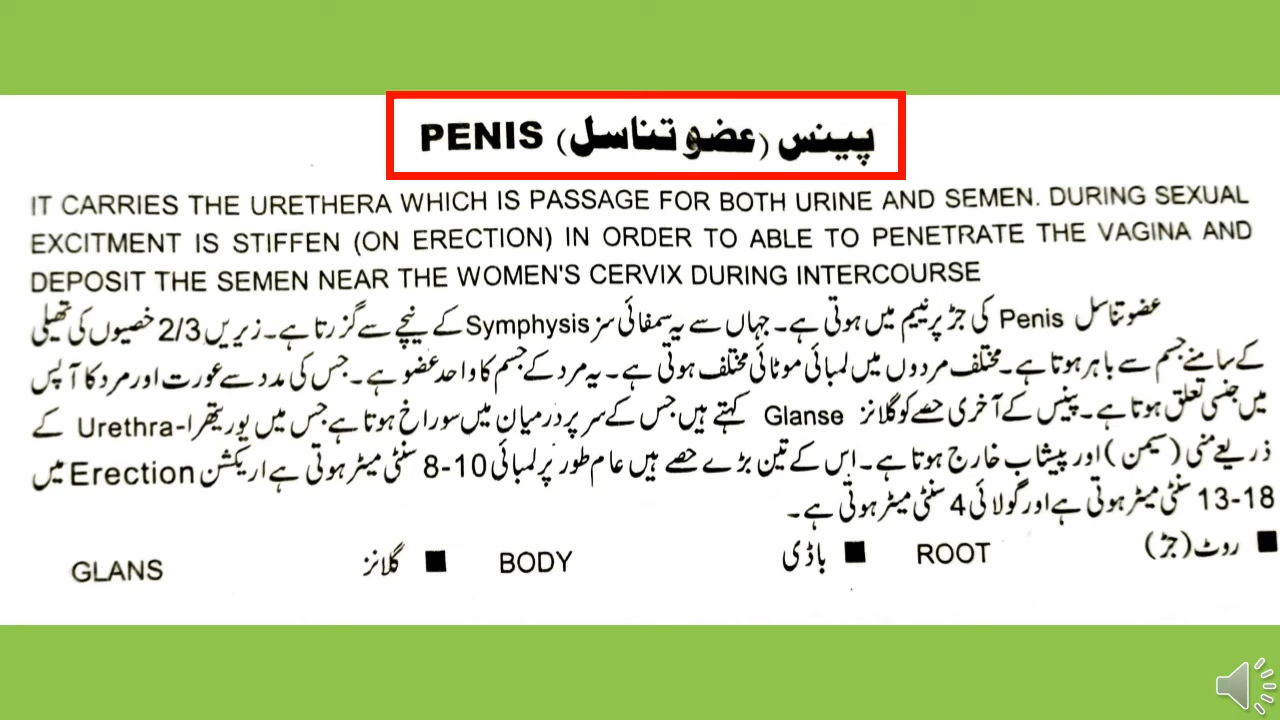 پینس (عضو تناسل) PENIS
IT CARRIES THE URETHERA WHICH IS PASSAGE FOR BOTH URINE AND SEMEN. DURING SEXUAL
EXCITMENT IS STIFFEN (ON ERECTION) IN ORDER TO ABLE TO PENETRATE THE VAGINA AND
DEPOSIT THE SEMEN NEAR THE WOMEN'S CERVIX DURING INTERCOURSE
عضو تناسل Penis کی جڑ پرینیم میں ہوتی ہے۔ جہاں سے یہ سمفائی سز Symphysis کے نیچے سے گزرتا ہے۔ زیریں 2/3 خصیوں کی تھیلی
کے سامنے جسم سے باہر ہوتا ہے۔ مختلف مردوں میں لمبائی موٹائی مختلف ہوتی ہے۔ یہ مرد کے جسم کا واحد عضو ہے۔ جس کی مدد سے عورت اور مرد کا آپس
میں جنسی تعلق ہوتا ہے۔ پینس کے آخری حصے کو گلانز Glanse کہتے ہیں جس کے سر پر درمیان میں سوراخ ہوتا ہے جس میں یوریتھرا-Urethra کے
ذریعے منی (سیمن) اور پیشاب خارج ہوتا ہے۔ اس کے تین بڑے حصے ہیں عام طور پر لمبائی 8-10 سنٹی میٹر ہوتی ہے اریکشن Erection میں
13-18 سنٹی میٹر ہوتی ہے اور گولائی 4 سنٹی میٹر ہوتی ہے۔
■ روٹ (جڑ) ROOT ■ باڈی BODY ■ گلانز GLANS